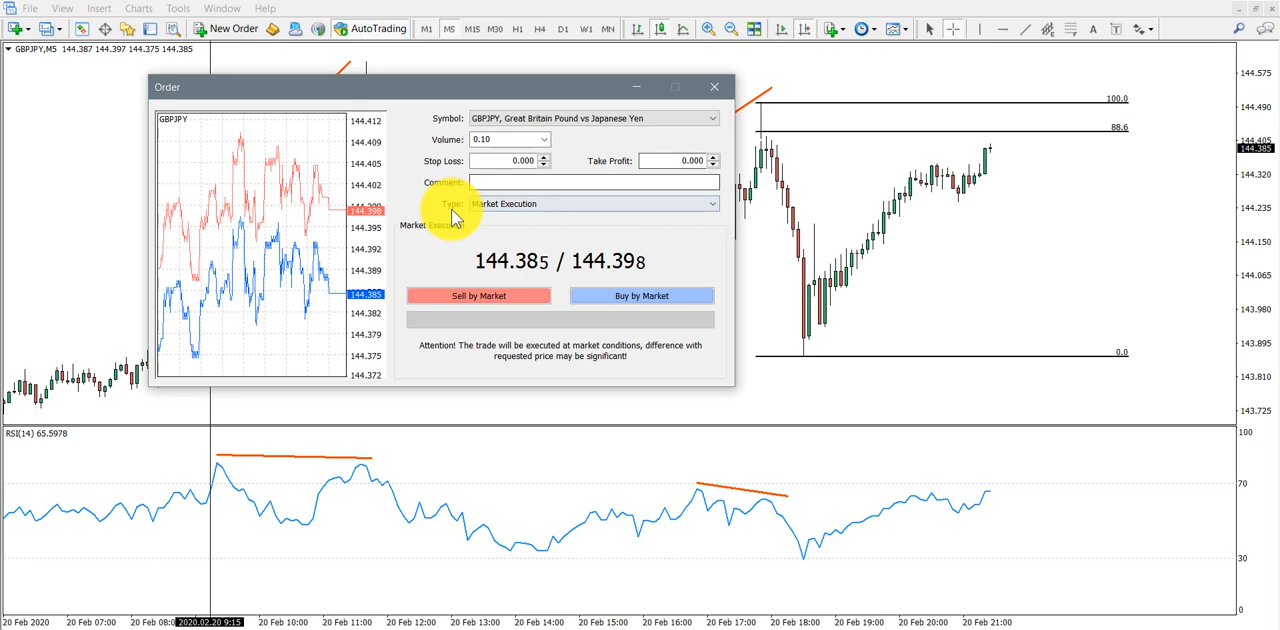 File View Insert Charts Tools Window Help
New Order AutoTrading M1 M5 M15 M30 H1 H4 D1 W1 MN A T
GBPJPY,M5 144.387 144.397 144.375 144.385
Order
GBPJPY
144.412
144.409
144.405
144.402
144.398
144.395
144.392
144.389
144.385
144.382
144.379
144.375
144.372
Symbol: GBPJPY, Great Britain Pound vs Japanese Yen
Volume: 0.10
Stop Loss: 0.000 Take Profit: 0.000
Comment:
Type: Market Execution
Market Execution
144.385 / 144.398
Sell by Market Buy by Market
Attention! The trade will be executed at market conditions, difference with
requested price may be significant!
100.0
88.6
0.0
144.575
144.490
144.405
144.385
144.320
144.235
144.150
144.065
143.980
143.895
143.810
143.725
RSI(14) 65.5978
100
70
30
0
20 Feb 2020 20 Feb 07:00 20 Feb 08:0 2020.02.20 9:15 20 Feb 10:00 20 Feb 11:00 20 Feb 12:00 20 Feb 13:00 20 Feb 14:00 20 Feb 15:00 20 Feb 16:00 20 Feb 17:00 20 Feb 18:00 20 Feb 19:00 20 Feb 20:00 20 Feb 21:00